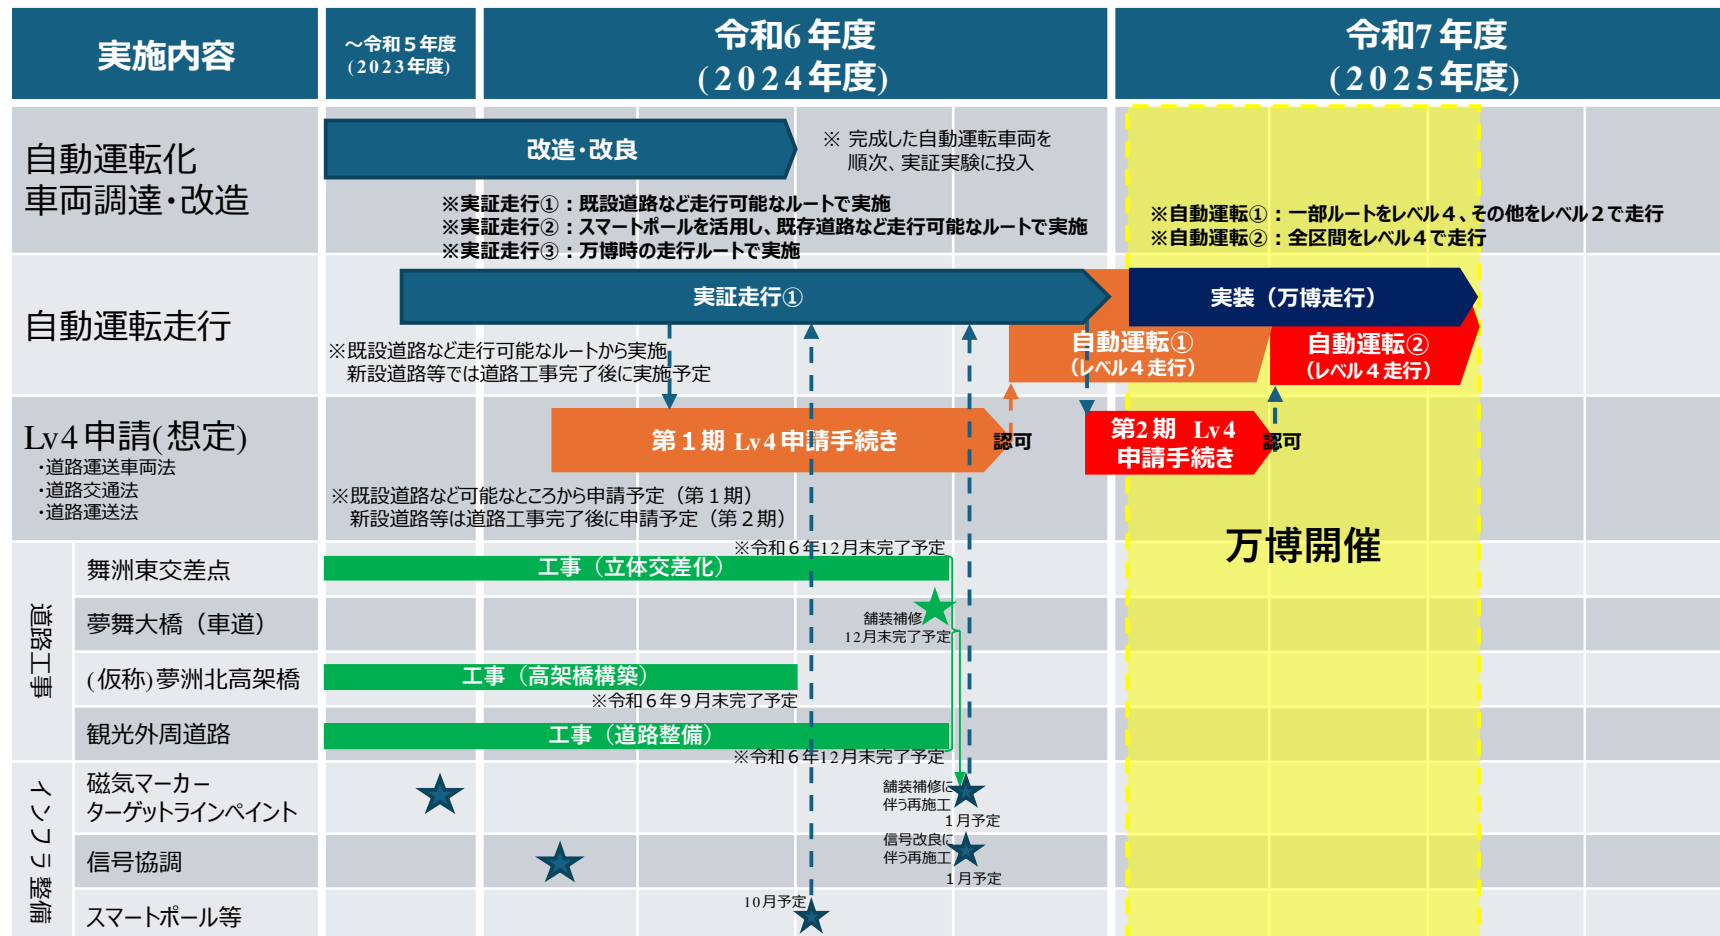 実施内容
～令和５年度
(2023年度)
令和6年度
(2024年度)
令和7年度
(2025年度)
自動運転化
車両調達・改造
改造・改良
※ 完成した自動運転車両を
順次、実証実験に投入
※実証走行①：既設道路など走行可能なルートで実施
※実証走行②：スマートポールを活用し、既存道路など走行可能なルートで実施
※実証走行③：万博時の走行ルートで実施
※自動運転①：一部ルートをレベル４、その他をレベル２で走行
※自動運転②：全区間をレベル４で走行
自動運転走行
実証走行①
実装（万博走行）
自動運転①
（レベル４走行）
自動運転②
（レベル４走行）
※既設道路など走行可能なルートから実施
新設道路等では道路工事完了後に実施予定
Lv4申請(想定)
・道路運送車両法
・道路交通法
・道路運送法
第１期 Lv4申請手続き
認可
第2期 Lv4
申請手続き
認可
※既設道路など可能なところから申請予定（第１期）
新設道路等は道路工事完了後に申請予定（第２期）
万博開催
道路工事
舞洲東交差点
※令和６年12月末完了予定
工事（立体交差化）
夢舞大橋（車道）
舗装補修
12月末完了予定
(仮称)夢洲北高架橋
工事（高架橋構築）
※令和６年９月末完了予定
観光外周道路
工事（道路整備）
※令和６年12月末完了予定
インフラ整備
磁気マーカー
ターゲットラインペイント
舗装補修に
伴う再施工
１月予定
信号協調
信号改良に
伴う再施工
１月予定
スマートポール等
10月予定